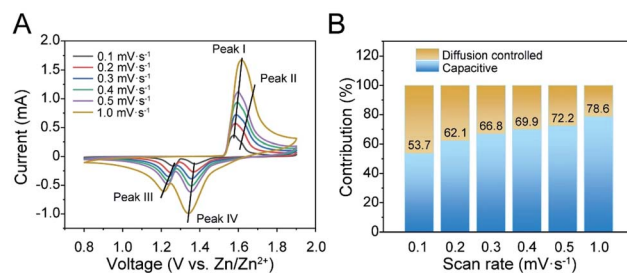 A
Current (mA)
2.0
1.5
1.0
0.5
0.0
-0.5
-1.0
0.1 mV·s⁻¹
0.2 mV·s⁻¹
0.3 mV·s⁻¹
0.4 mV·s⁻¹
0.5 mV·s⁻¹
1.0 mV·s⁻¹
Peak I
Peak II
Peak III
Peak IV
0.8 1.0 1.2 1.4 1.6 1.8 2.0
Voltage (V vs. Zn/Zn²⁺)
B
Contribution (%)
120
100
80
60
40
20
0
Diffusion controlled
Capacitive
53.7 62.1 66.8 69.9 72.2 78.6
0.1 0.2 0.3 0.4 0.5 1.0
Scan rate (mV·s⁻¹)